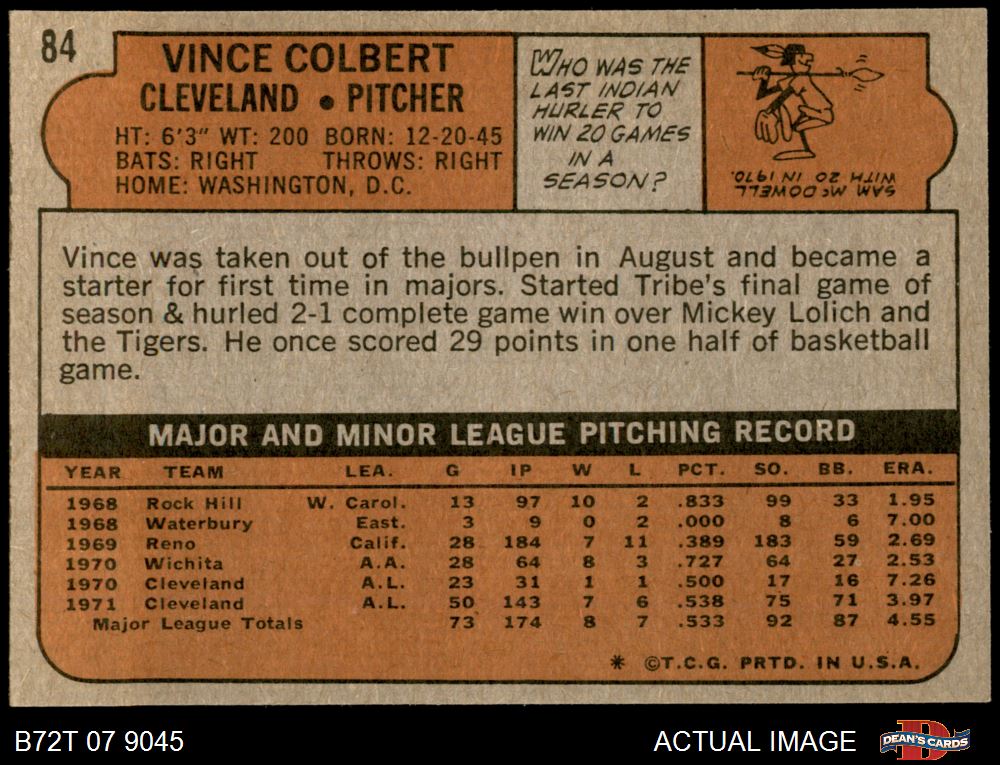 84
VINCE COLBERT
CLEVELAND • PITCHER
HT: 6'3" WT: 200 BORN: 12-20-45
BATS: RIGHT THROWS: RIGHT
HOME: WASHINGTON, D.C.
WHO WAS THE
LAST INDIAN
HURLER TO
WIN 20 GAMES
IN A
SEASON?
SAM McDOWELL
WITH 20 IN 1970.
Vince was taken out of the bullpen in August and became a
starter for first time in majors. Started Tribe's final game of
season & hurled 2-1 complete game win over Mickey Lolich and
the Tigers. He once scored 29 points in one half of basketball
game.
MAJOR AND MINOR LEAGUE PITCHING RECORD
YEAR TEAM LEA. G IP W L PCT. SO. BB. ERA.
1968 Rock Hill W. Carol. 13 97 10 2 .833 99 33 1.95
1968 Waterbury East. 3 9 0 2 .000 8 6 7.00
1969 Reno Calif. 28 184 7 11 .389 183 59 2.69
1970 Wichita A.A. 28 64 8 3 .727 64 27 2.53
1970 Cleveland A.L. 23 31 1 1 .500 17 16 7.26
1971 Cleveland A.L. 50 143 7 6 .538 75 71 3.97
Major League Totals 73 174 8 7 .533 92 87 4.55
* ©T.C.G. PRTD. IN U.S.A.
B72T 07 9045
ACTUAL IMAGE
DEAN'S CARDS